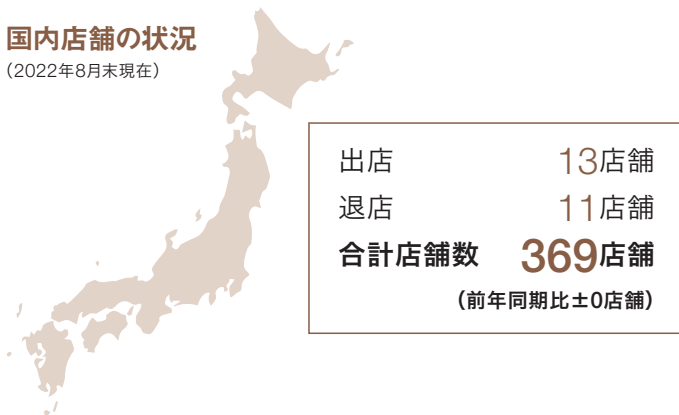 国内店舗の状況
(2022年8月末現在)
出店 13店舗
退店 11店舗
合計店舗数 369店舗
(前年同期比±0店舗)